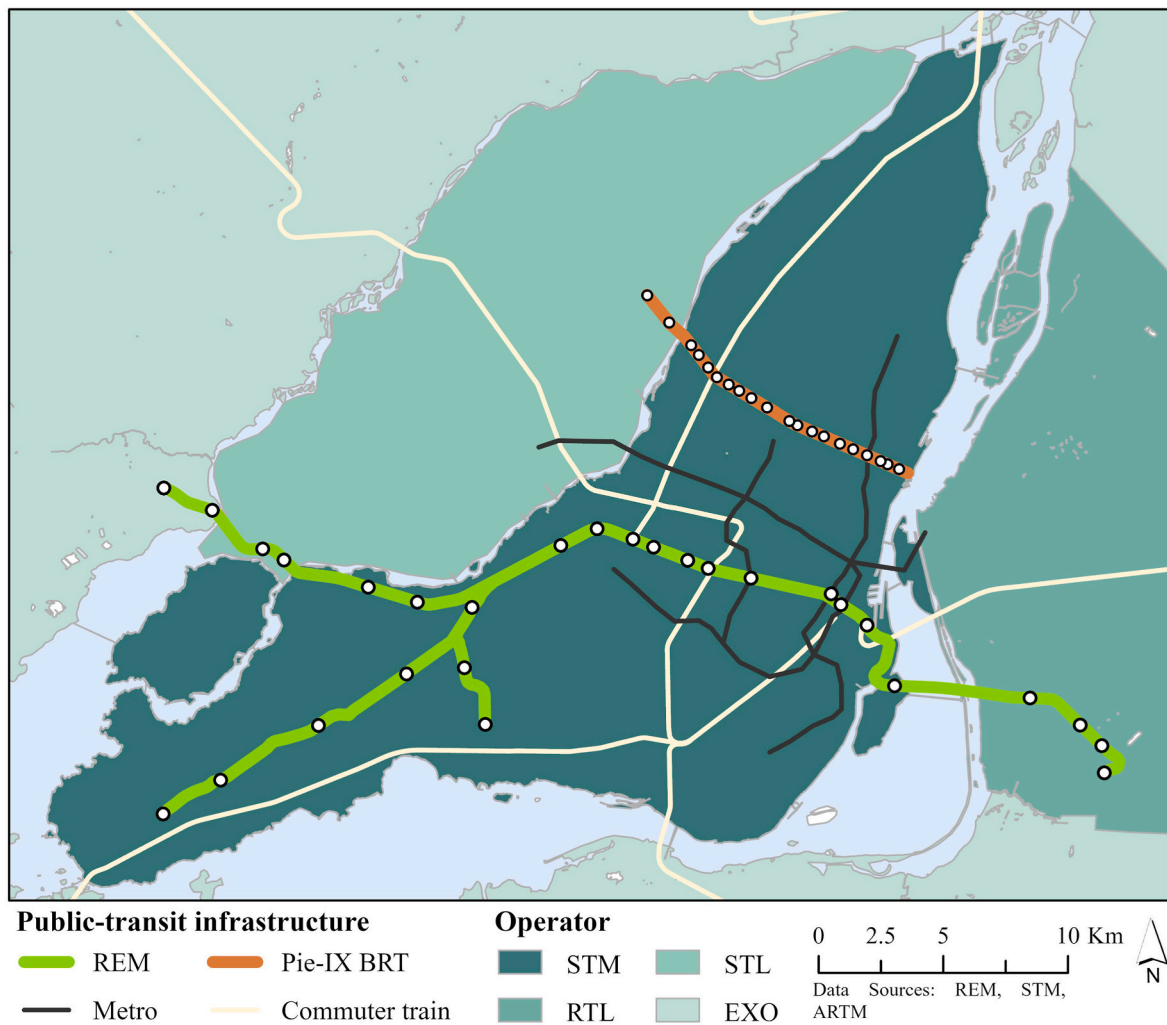 Public-transit infrastructure
REM
Pie-IX BRT
Metro
Commuter train
Operator
STM
STL
RTL
EXO
0 2.5 5 10 Km
Data Sources: REM, STM,
ARTM
N